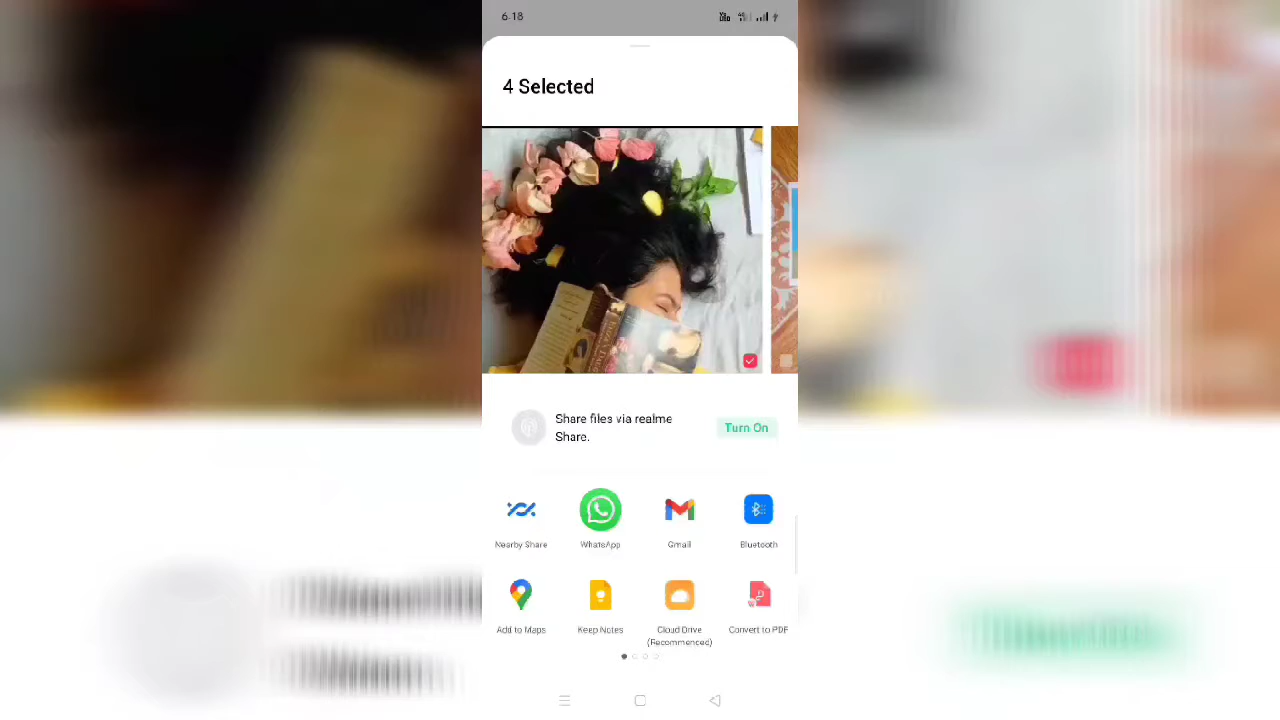 6:18
4 Selected
Share files via realme
Share.
Turn On
Nearby Share
WhatsApp
Gmail
Bluetooth
Add to Maps
Keep Notes
Cloud Drive
(Recommenced)
Convert to PDF